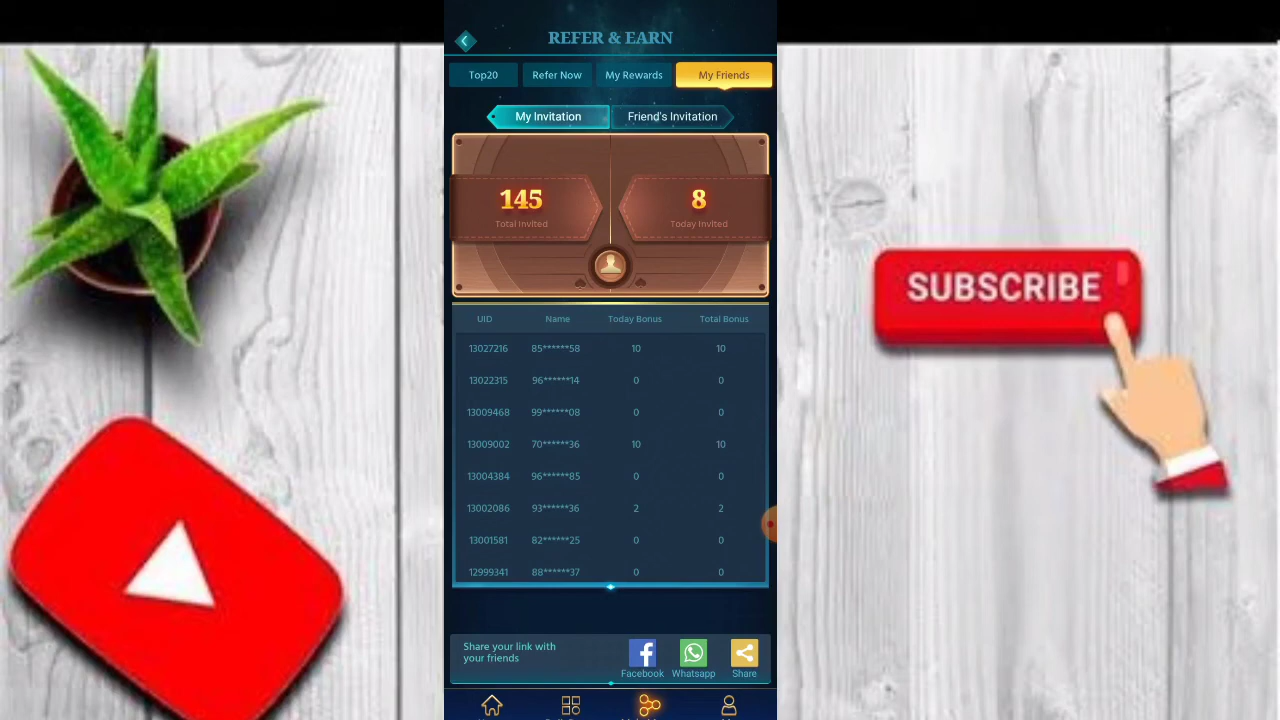 REFER & EARN
Top20 Refer Now My Rewards My Friends
My Invitation Friend's Invitation
145 8
Total Invited Today Invited
UID Name Today Bonus Total Bonus
13027216 85******58 10 10
13022315 96******14 0 0
13009468 99******08 0 0
13009002 70******36 10 10
13004384 96******85 0 0
13002086 93******36 2 2
13001581 82******25 0 0
12999341 88******37 0 0
Share your link with
your friends
Facebook Whatsapp Share
SUBSCRIBE